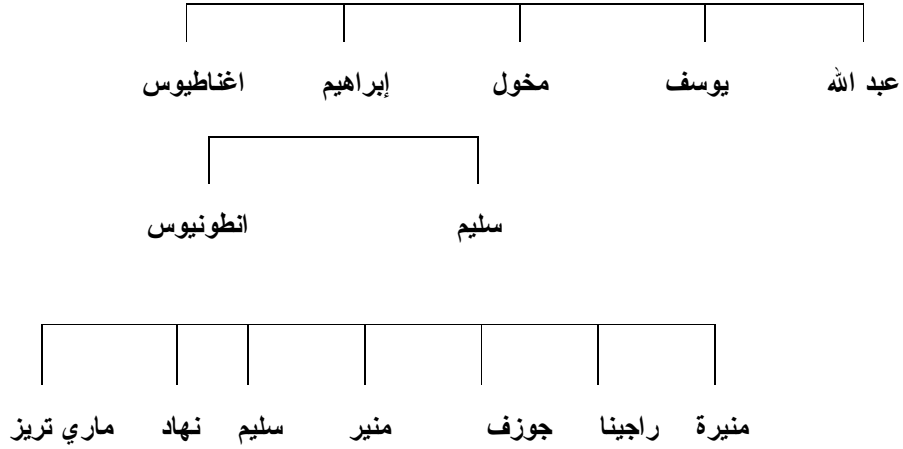 عبد الله يوسف مخول إبراهيم اغناطيوس
سليم انطونيوس
منيرة راجينا جوزف منير سليم نهاد ماري تريز